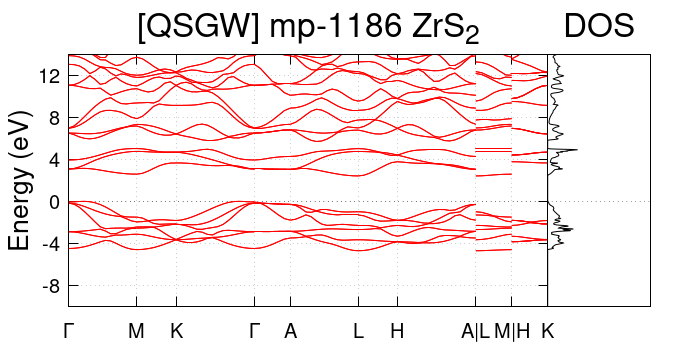 [QSGW] mp-1186 ZrS2 DOS
Energy (eV)
12
8
4
0
-4
-8
Γ M K Γ A L H A|L M|H K